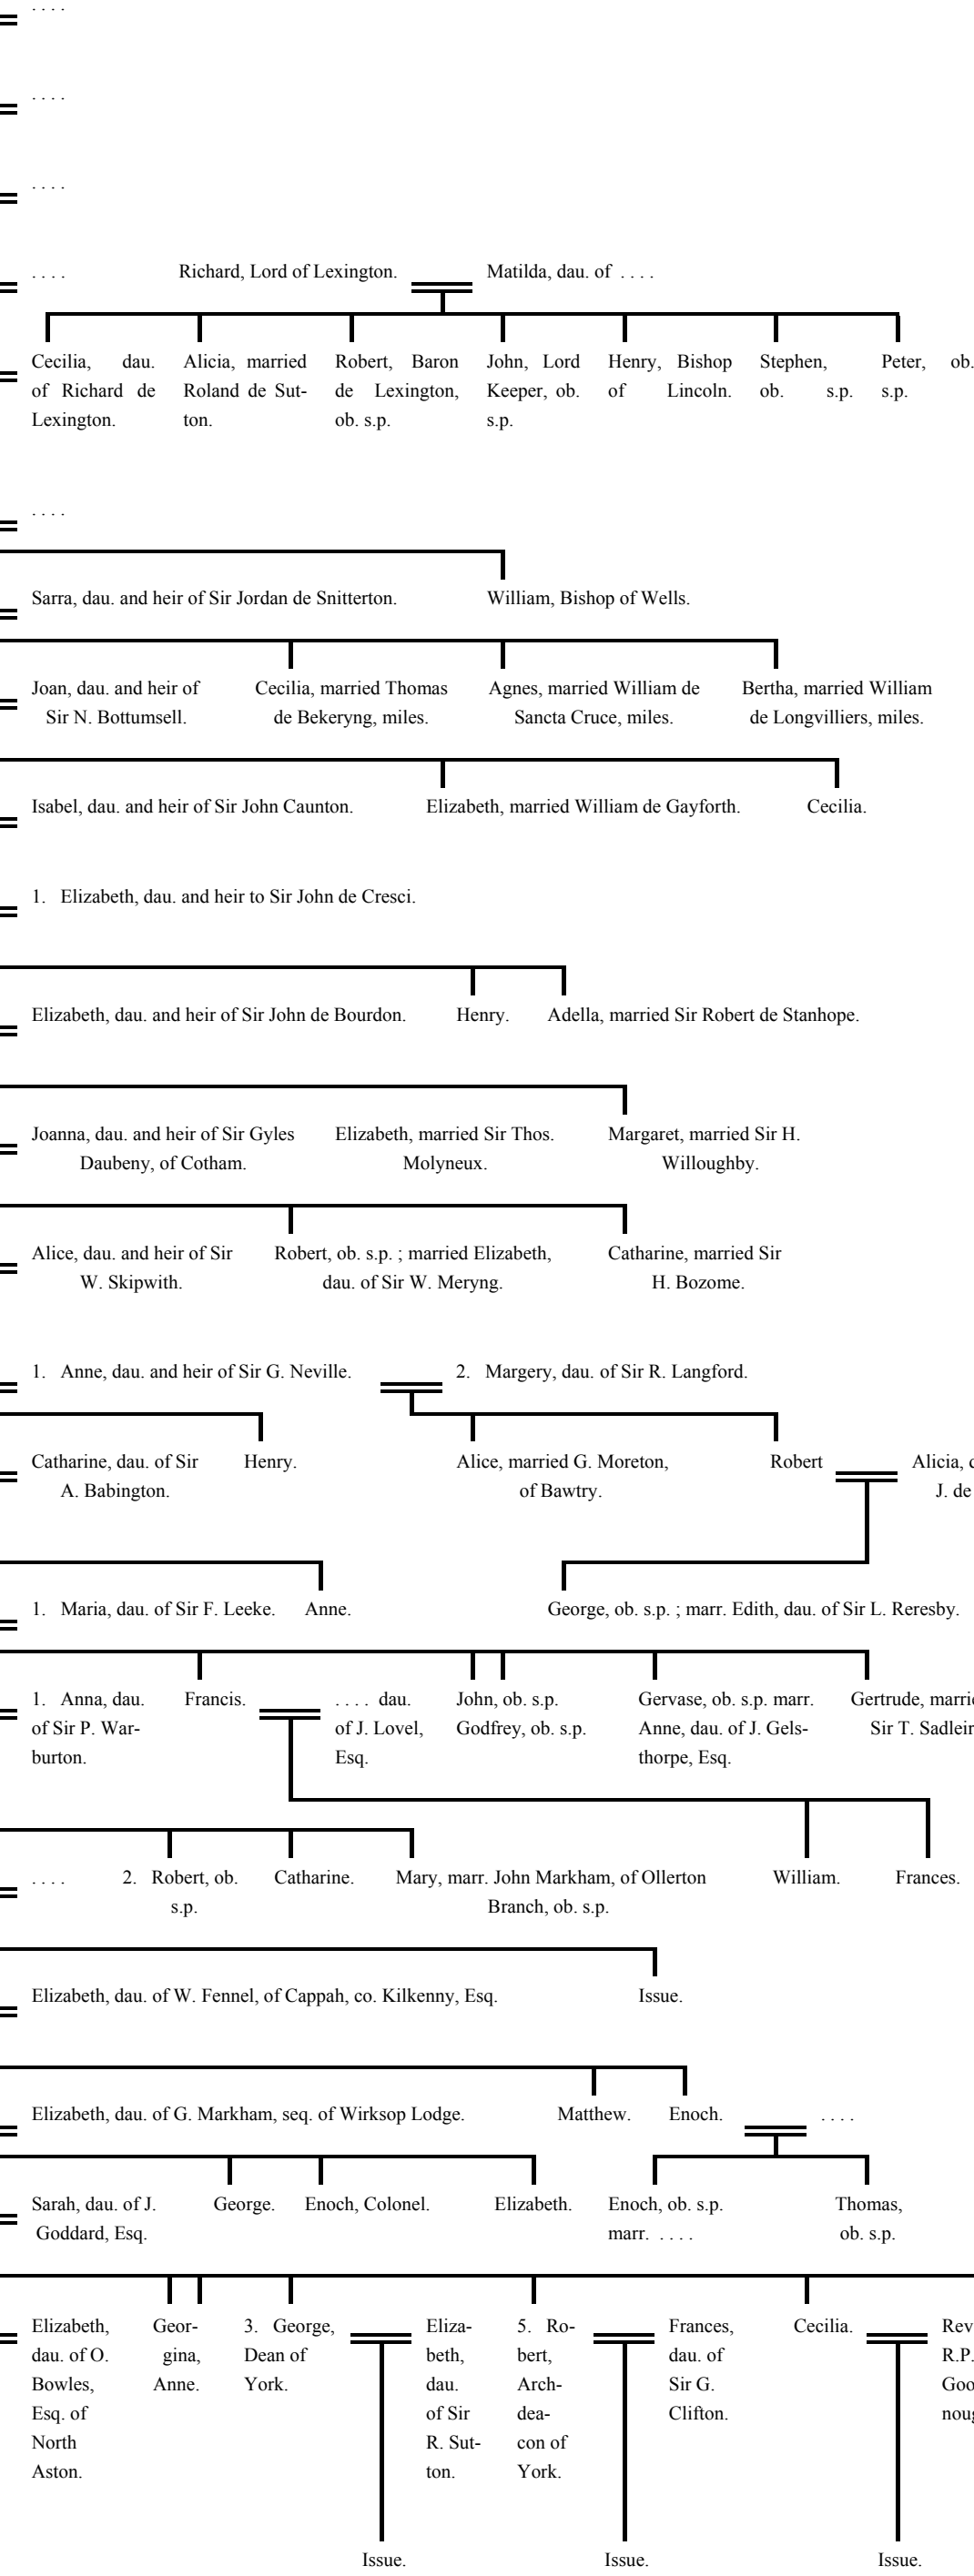 . . . .
. . . .
. . . .
. . . . Richard, Lord of Lexington. Matilda, dau. of . . . .
Cecilia, dau. of Richard de Lexington.
Alicia, married Roland de Sut-
ton.
Robert, Baron de Lexington, ob. s.p.
John, Lord Keeper, ob. s.p.
Henry, Bishop of Lincoln.
Stephen, ob. s.p.
Peter, ob. s.p.
. . . .
Sarra, dau. and heir of Sir Jordan de Snitterton. William, Bishop of Wells.
Joan, dau. and heir of
Sir N. Bottumsell.
Cecilia, married Thomas
de Bekeryng, miles.
Agnes, married William de
Sancta Cruce, miles.
Bertha, married William
de Longvilliers, miles.
Isabel, dau. and heir of Sir John Caunton. Elizabeth, married William de Gayforth. Cecilia.
1. Elizabeth, dau. and heir to Sir John de Cresci.
Elizabeth, dau. and heir of Sir John de Bourdon. Henry. Adella, married Sir Robert de Stanhope.
Joanna, dau. and heir of Sir Gyles
Daubeny, of Cotham.
Elizabeth, married Sir Thos.
Molyneux.
Margaret, married Sir H.
Willoughby.
Alice, dau. and heir of Sir
W. Skipwith.
Robert, ob. s.p. ; married Elizabeth,
dau. of Sir W. Meryng.
Catharine, married Sir
H. Bozome.
1. Anne, dau. and heir of Sir G. Neville. 2. Margery, dau. of Sir R. Langford.
Catharine, dau. of Sir
A. Babington.
Henry.
Alice, married G. Moreton,
of Bawtry.
Robert
Alicia,
J. de
1. Maria, dau. of Sir F. Leeke. Anne. George, ob. s.p. ; marr. Edith, dau. of Sir L. Reresby.
1. Anna, dau.
of Sir P. War-
burton.
Francis.
. . . . dau.
of J. Lovel,
Esq.
John, ob. s.p.
Godfrey, ob. s.p.
Gervase, ob. s.p. marr.
Anne, dau. of J. Gels-
thorpe, Esq.
Gertrude,
Sir T. Sadleir
. . . .
2. Robert, ob.
s.p.
Catharine.
Mary, marr. John Markham, of Ollerton
Branch, ob. s.p.
William.
Frances.
Elizabeth, dau. of W. Fennel, of Cappah, co. Kilkenny, Esq. Issue.
Elizabeth, dau. of G. Markham, seq. of Wirksop Lodge. Matthew. Enoch. . . . .
Sarah, dau. of J.
Goddard, Esq.
George.
Enoch, Colonel.
Elizabeth.
Enoch, ob. s.p.
marr. . . . .
Thomas,
ob. s.p.
Elizabeth,
dau. of O.
Bowles,
Esq. of
North
Aston.
Geor-
gina,
Anne.
3. George,
Dean of
York.
Eliza-
beth,
dau.
of Sir
R. Sut-
ton.
5. Ro-
bert,
Arch-
dea-
con of
York.
Frances,
dau. of
Sir G.
Clifton.
Cecilia.
Rev
R.P.
Issue. Issue. Issue.